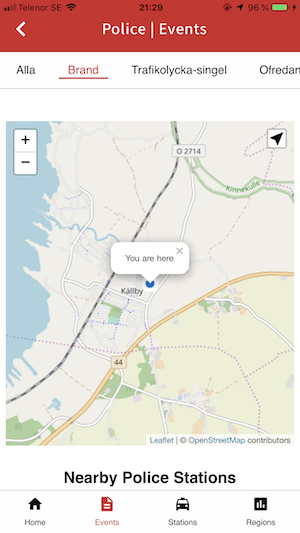 Telenor SE 21:29 96 %
Police | Events
Alla Brand Trafikolycka-singel Ofredan
+
−
O 2714
Kinnekulle
You are here ×
Källby
44
Leaflet | © OpenStreetMap contributors
Nearby Police Stations
Home Events Stations Regions